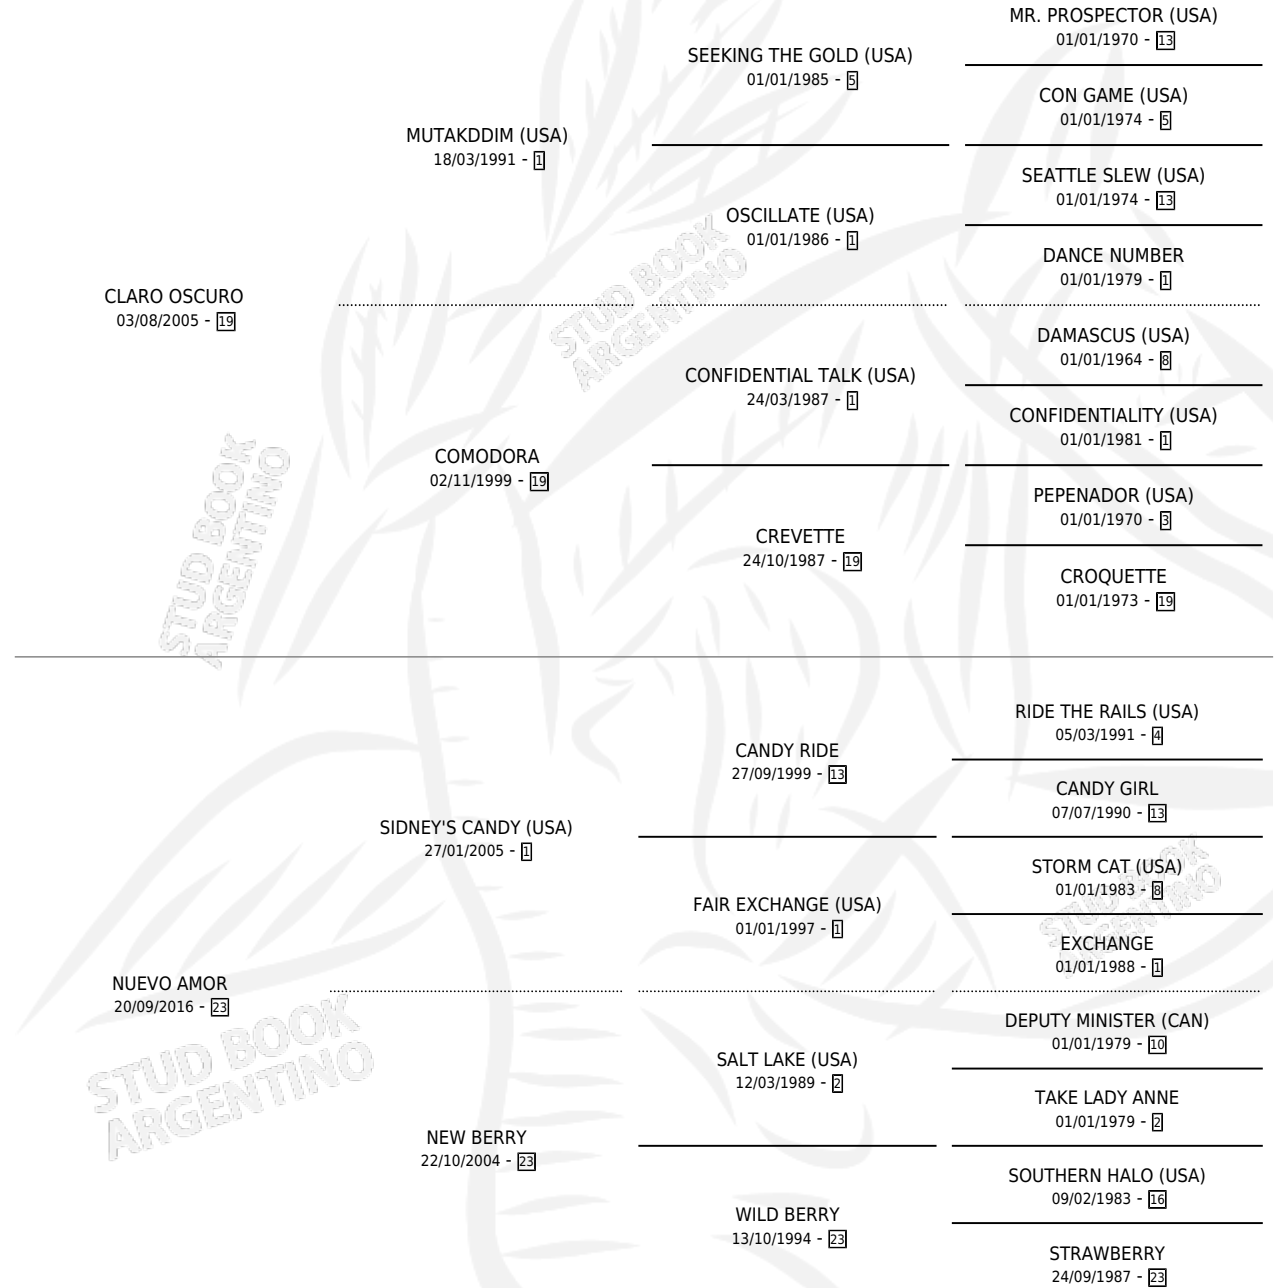 MR. PROSPECTOR (USA)
01/01/1970 - 13
SEEKING THE GOLD (USA)
01/01/1985 - 5
CON GAME (USA)
01/01/1974 - 5
MUTAKDDIM (USA)
18/03/1991 - 1
SEATTLE SLEW (USA)
01/01/1974 - 13
OSCILLATE (USA)
01/01/1986 - 1
DANCE NUMBER
01/01/1979 - 1
CLARO OSCURO
03/08/2005 - 19
STUD BOOK
ARGENTINO
DAMASCUS (USA)
01/01/1964 - 8
CONFIDENTIAL TALK (USA)
24/03/1987 - 1
CONFIDENTIALITY (USA)
01/01/1981 - 1
COMODORA
02/11/1999 - 19
PEPENADOR (USA)
01/01/1970 - 3
CREVETTE
24/10/1987 - 19
CROQUETTE
01/01/1973 - 19
STUD BOOK
ARGENTINO
RIDE THE RAILS (USA)
05/03/1991 - 4
CANDY RIDE
27/09/1999 - 13
CANDY GIRL
07/07/1990 - 13
SIDNEY'S CANDY (USA)
27/01/2005 - 1
STORM CAT (USA)
01/01/1983 - 8
FAIR EXCHANGE (USA)
01/01/1997 - 1
STUD BOOK
ARGENTINO
EXCHANGE
01/01/1988 - 1
NUEVO AMOR
20/09/2016 - 23
STUD BOOK
ARGENTINO
DEPUTY MINISTER (CAN)
01/01/1979 - 10
SALT LAKE (USA)
12/03/1989 - 2
TAKE LADY ANNE
01/01/1979 - 2
NEW BERRY
22/10/2004 - 23
SOUTHERN HALO (USA)
09/02/1983 - 16
WILD BERRY
13/10/1994 - 23
STRAWBERRY
24/09/1987 - 23